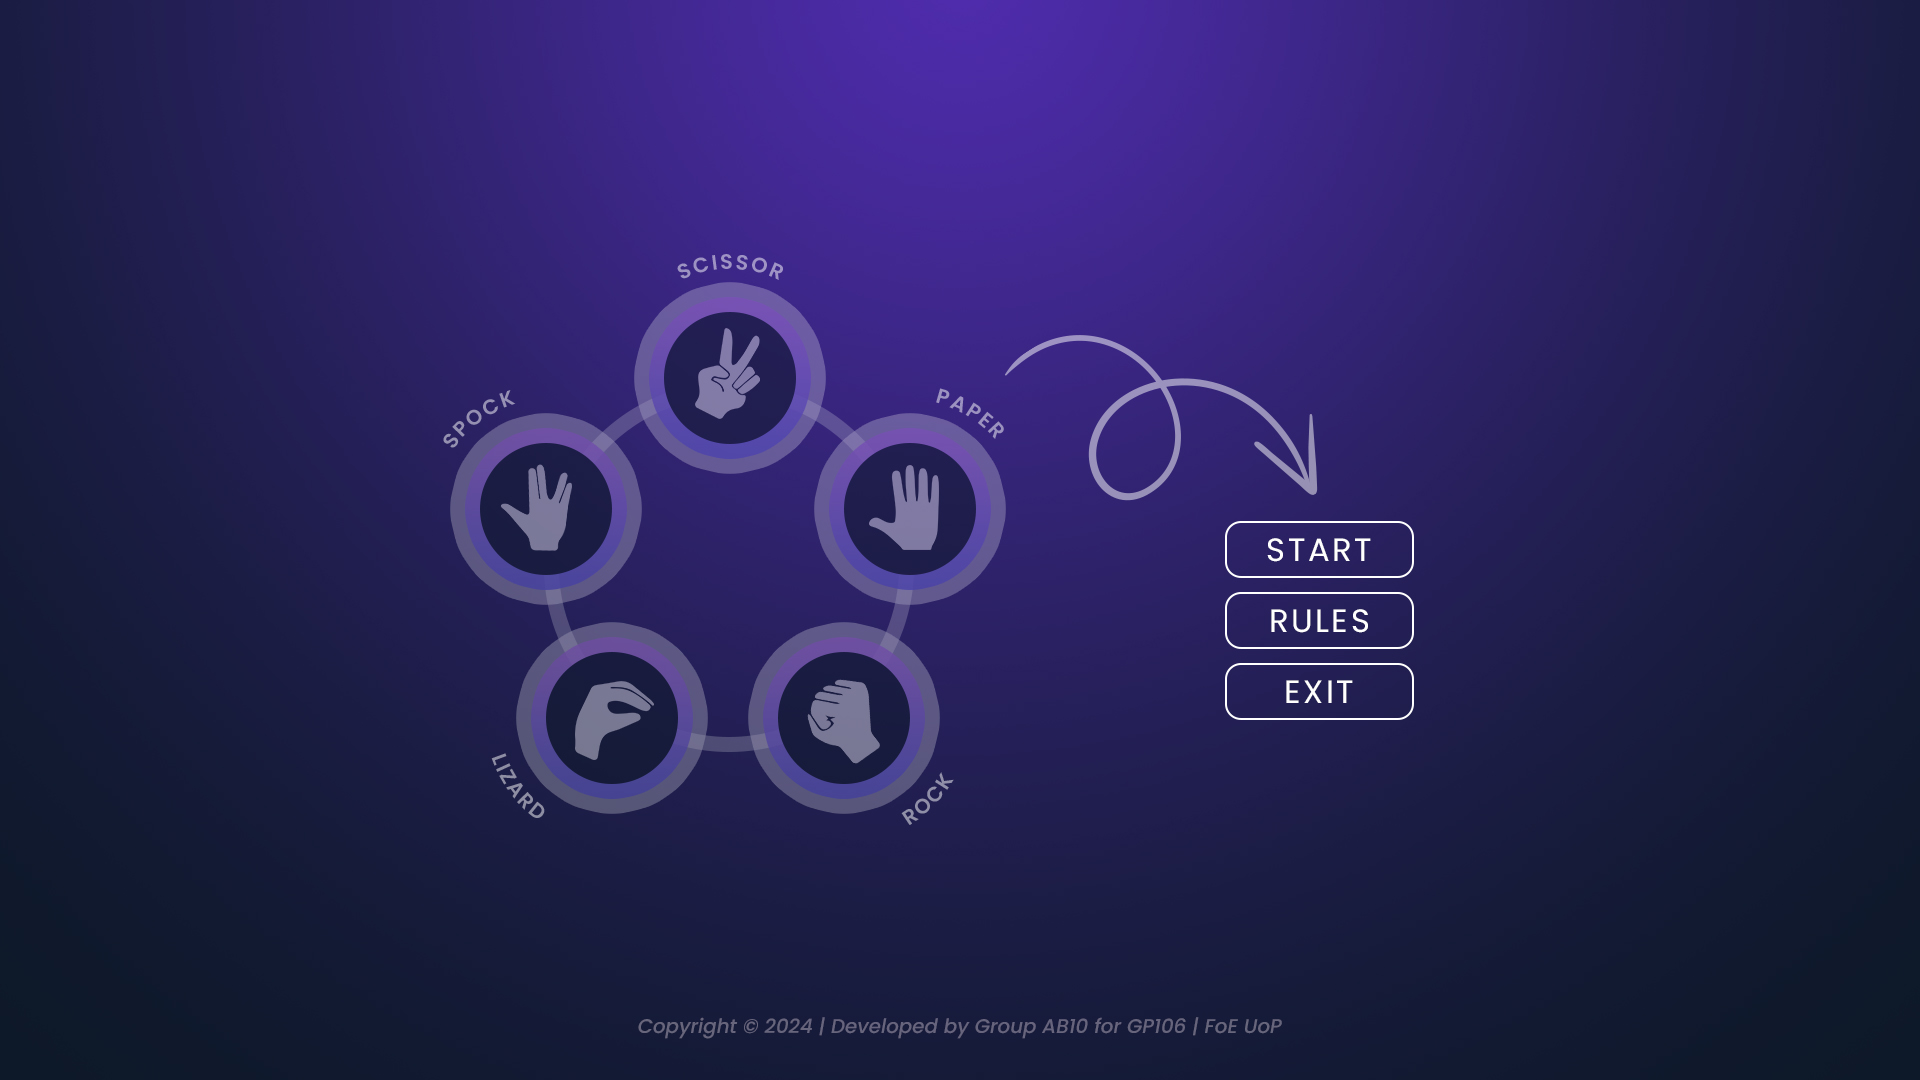 SCISSOR
SPOCK
PAPER
LIZARD
ROCK
START
RULES
EXIT
Copyright © 2024 | Developed by Group AB10 for GP106 | FoE UoP